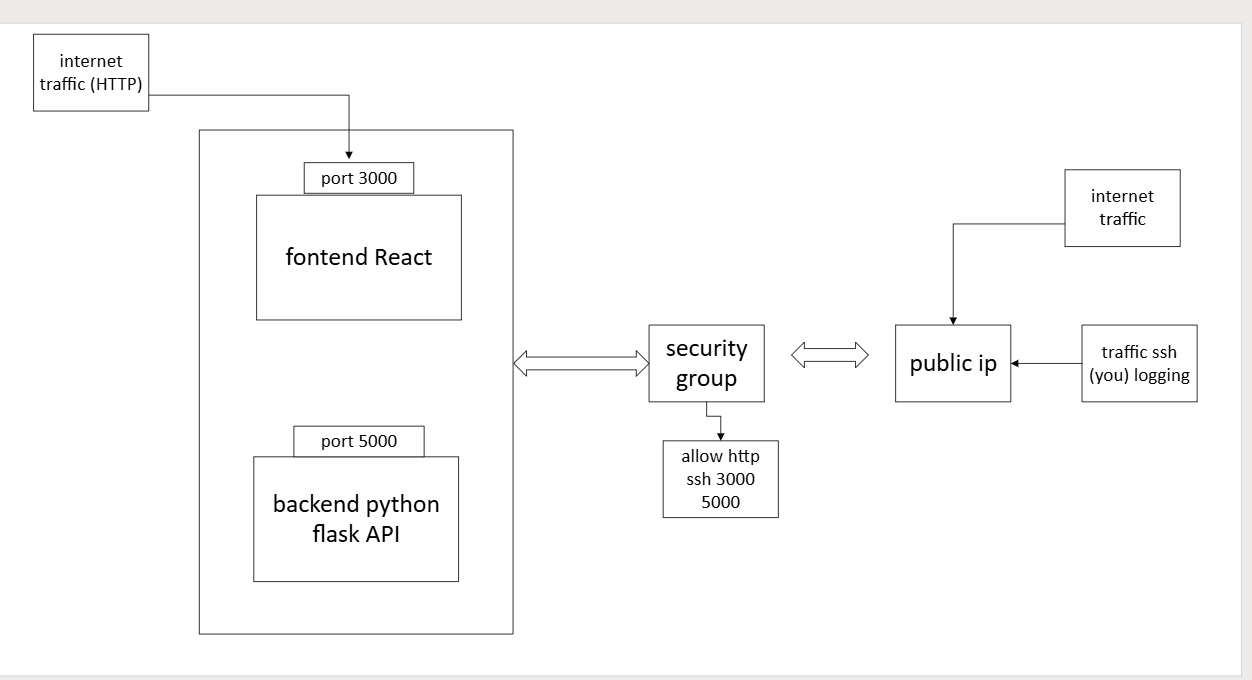 internet
traffic (HTTP)
port 3000
fontend React
port 5000
backend python
flask API
security
group
allow http
ssh 3000
5000
public ip
internet
traffic
traffic ssh
(you) logging